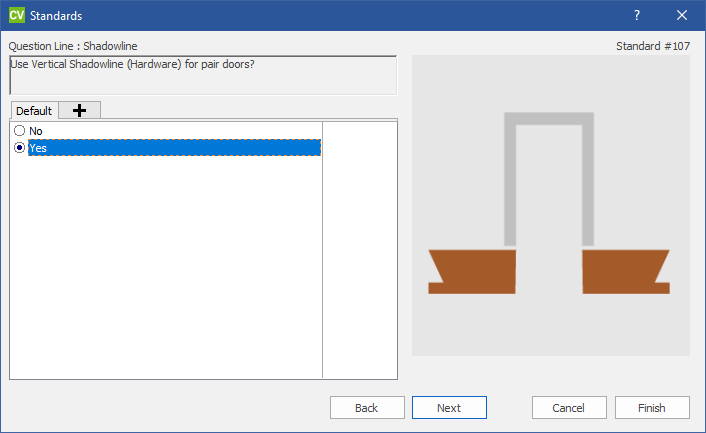 CV Standards ?
Question Line : Shadowline
Standard #107
Use Vertical Shadowline (Hardware) for pair doors?
Default
No
Yes
Back Next Cancel Finish